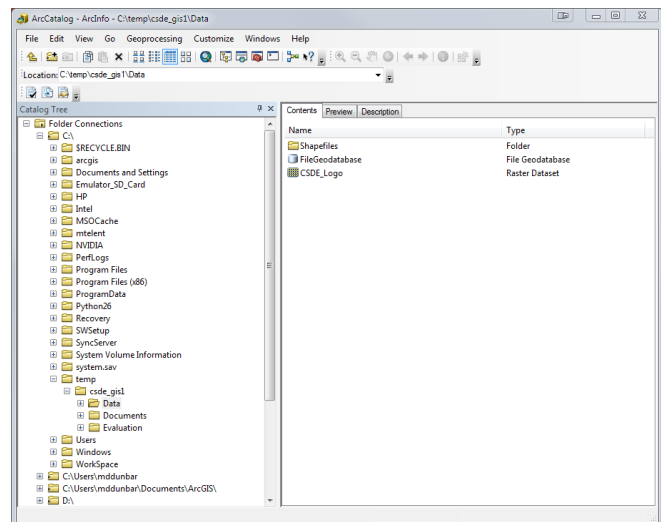 ArcCatalog - ArcInfo - C:\temp\csde_gis1\Data
File Edit View Go Geoprocessing Customize Windows Help
Location: C:\temp\csde_gis1\Data
Catalog Tree
Contents Preview Description
Name Type
Folder Connections
C:\
$RECYCLE.BIN
arcgis
Documents and Settings
Emulator_SD_Card
HP
Intel
MSOCache
mtelent
NVIDIA
PerfLogs
Program Files
Program Files (x86)
ProgramData
Python26
Recovery
SWSetup
SyncServer
System Volume Information
system.sav
temp
csde_gis1
Data
Documents
Evaluation
Users
Windows
WorkSpace
C:\Users\mddunbar
C:\Users\mddunbar\Documents\ArcGIS\
D:\
Shapefiles Folder
FileGeodatabase File Geodatabase
CSDE_Logo Raster Dataset